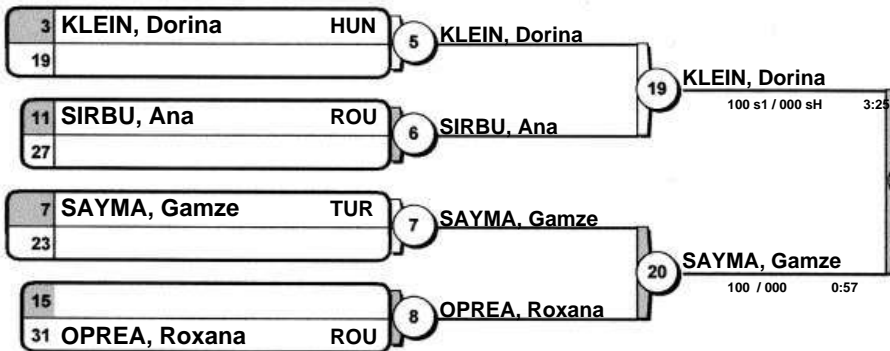 3 KLEIN, Dorina HUN
19
5
KLEIN, Dorina
11 SIRBU, Ana ROU
27
6
SIRBU, Ana
19
KLEIN, Dorina
100 s1 / 000 sH 3:25
7 SAYMA, Gamze TUR
23
7
SAYMA, Gamze
15
31 OPREA, Roxana ROU
8
OPREA, Roxana
20
SAYMA, Gamze
100 / 000 0:57